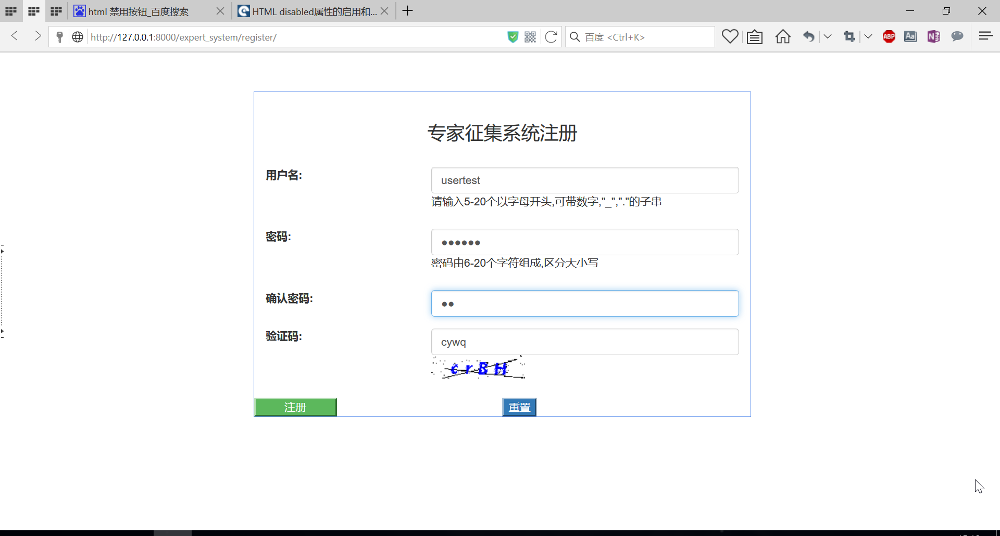 html 禁用按钮_百度搜索
HTML disabled属性的启用和...
http://127.0.0.1:8000/expert_system/register/
百度 <Ctrl+K>
ABP
Aa
N
专家征集系统注册
用户名:
usertest
请输入5-20个以字母开头,可带数字,"_","."的子串
密码:
密码由6-20个字符组成,区分大小写
确认密码:
验证码:
cywq
crBH
注册
重置